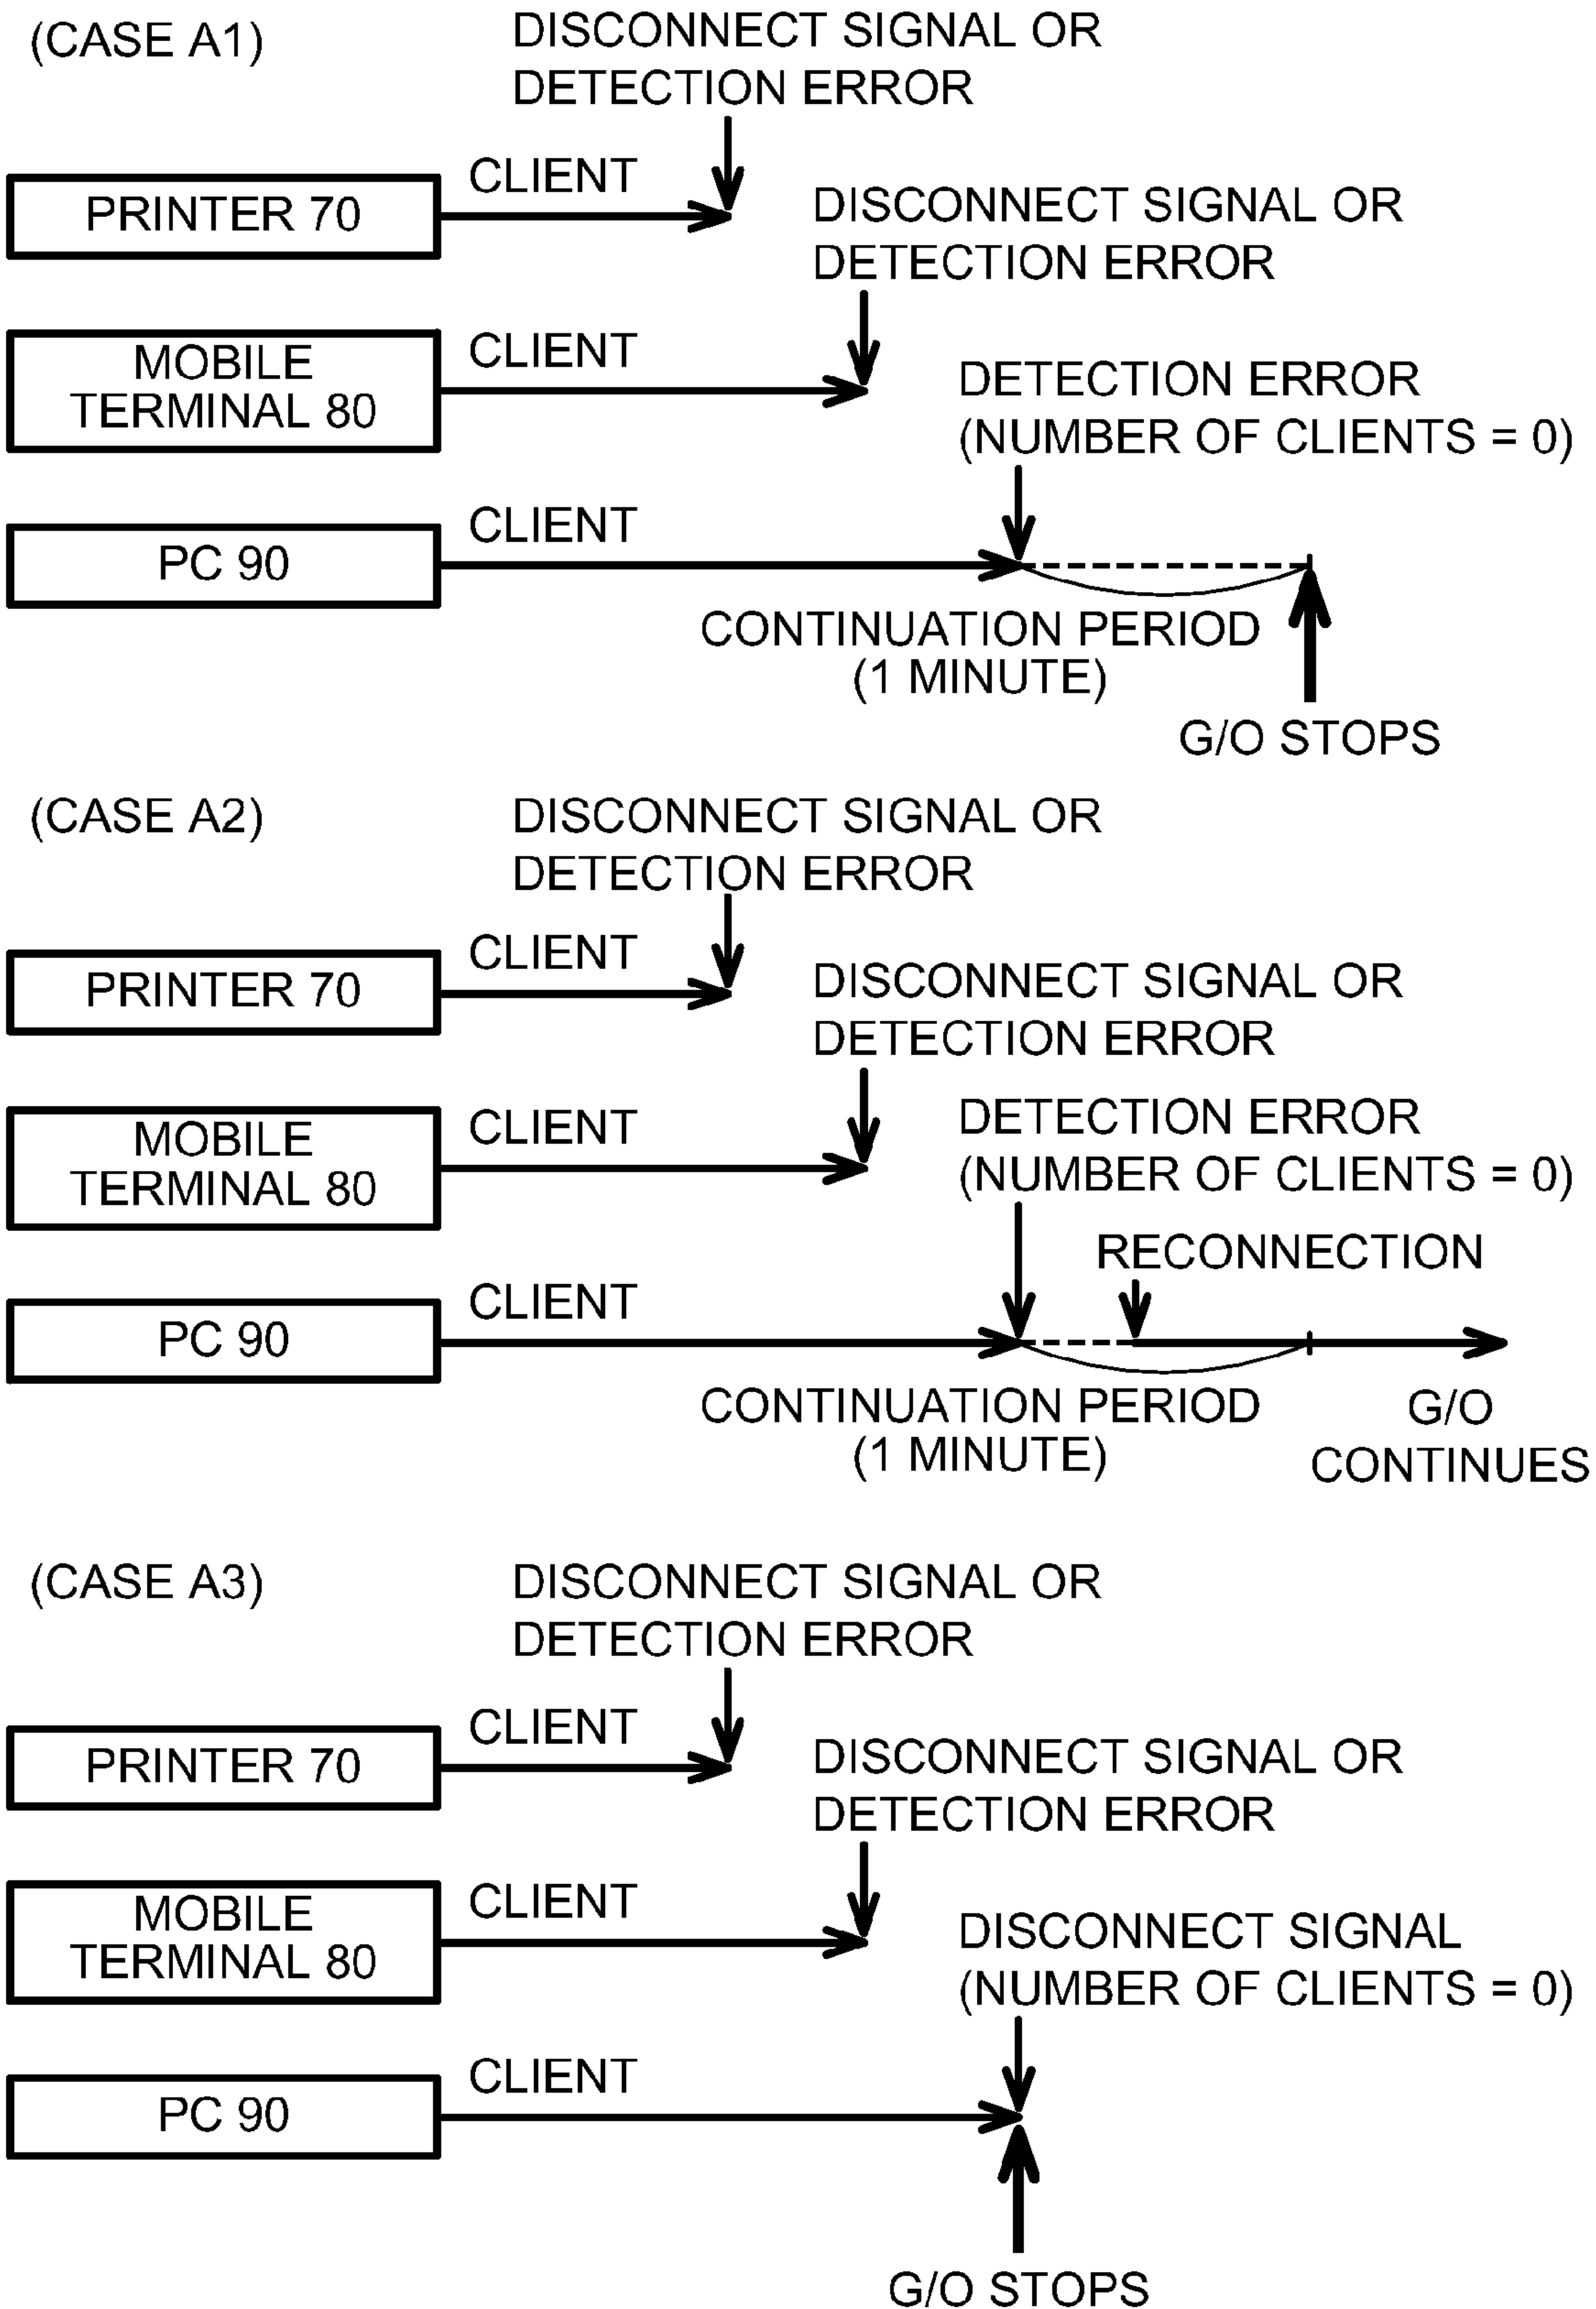 (CASE A1)
DISCONNECT SIGNAL OR
DETECTION ERROR
CLIENT
PRINTER 70
DISCONNECT SIGNAL OR
DETECTION ERROR
CLIENT
MOBILE
TERMINAL 80
DETECTION ERROR
(NUMBER OF CLIENTS = 0)
CLIENT
PC 90
CONTINUATION PERIOD
(1 MINUTE)
G/O STOPS
(CASE A2)
DISCONNECT SIGNAL OR
DETECTION ERROR
CLIENT
PRINTER 70
DISCONNECT SIGNAL OR
DETECTION ERROR
CLIENT
MOBILE
TERMINAL 80
DETECTION ERROR
(NUMBER OF CLIENTS = 0)
RECONNECTION
CLIENT
PC 90
CONTINUATION PERIOD
(1 MINUTE)
G/O
CONTINUES
(CASE A3)
DISCONNECT SIGNAL OR
DETECTION ERROR
CLIENT
PRINTER 70
DISCONNECT SIGNAL OR
DETECTION ERROR
CLIENT
MOBILE
TERMINAL 80
DISCONNECT SIGNAL
(NUMBER OF CLIENTS = 0)
CLIENT
PC 90
G/O STOPS